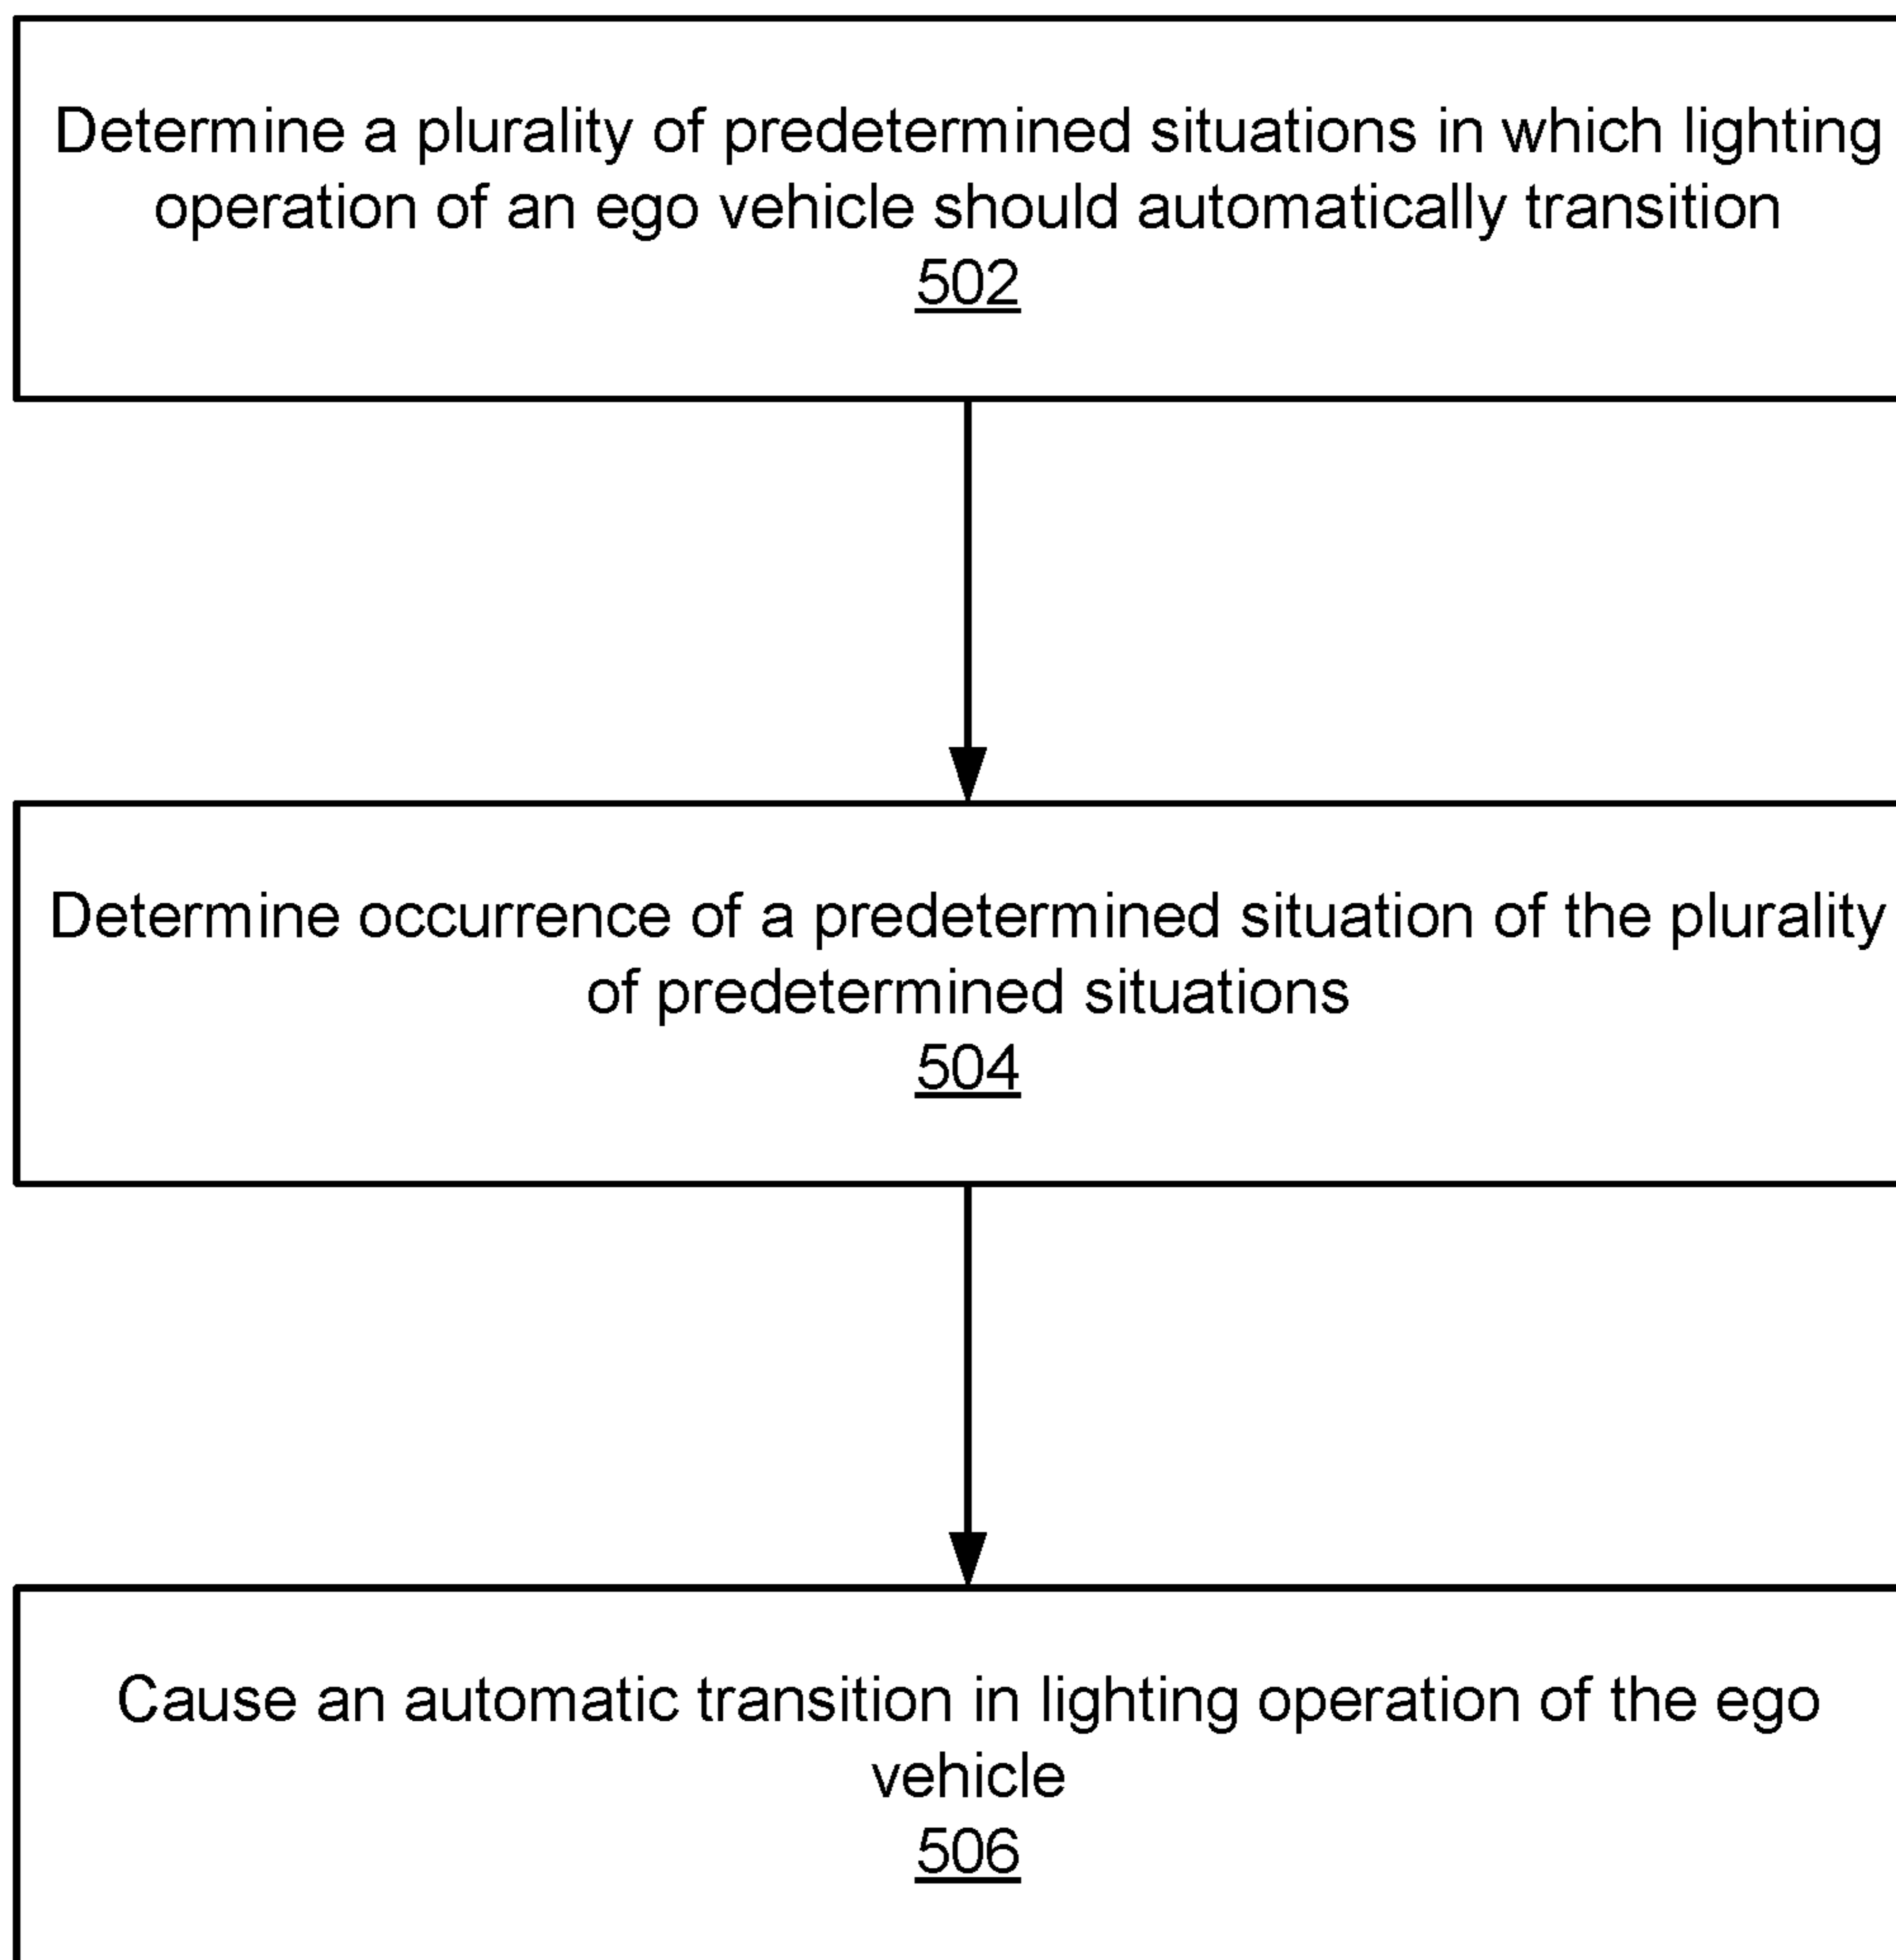 Determine a plurality of predetermined situations in which lighting
operation of an ego vehicle should automatically transition
502
Determine occurrence of a predetermined situation of the plurality
of predetermined situations
504
Cause an automatic transition in lighting operation of the ego
vehicle
506